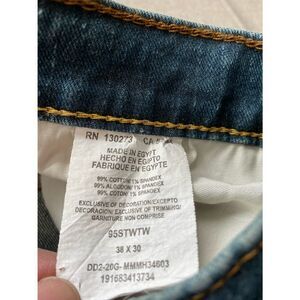 RN 130273 CA
MADE IN EGYPT
HECHO EN EGIPTO
FABRIQUE EN EGYPTE
99% COTTON 1% SPANDEX
99% ALGODON 1% SPANDEX
99% COTON 1% SPANDEX
EXCLUSIVE OF DECORATION EXCEPTO
DECORACION EXCLUSIVE OF TRIMMING/
GARNITURE NON COMPRISE
95STWTW
38 X 30
DD2-20G-MMMH34603
191683413734